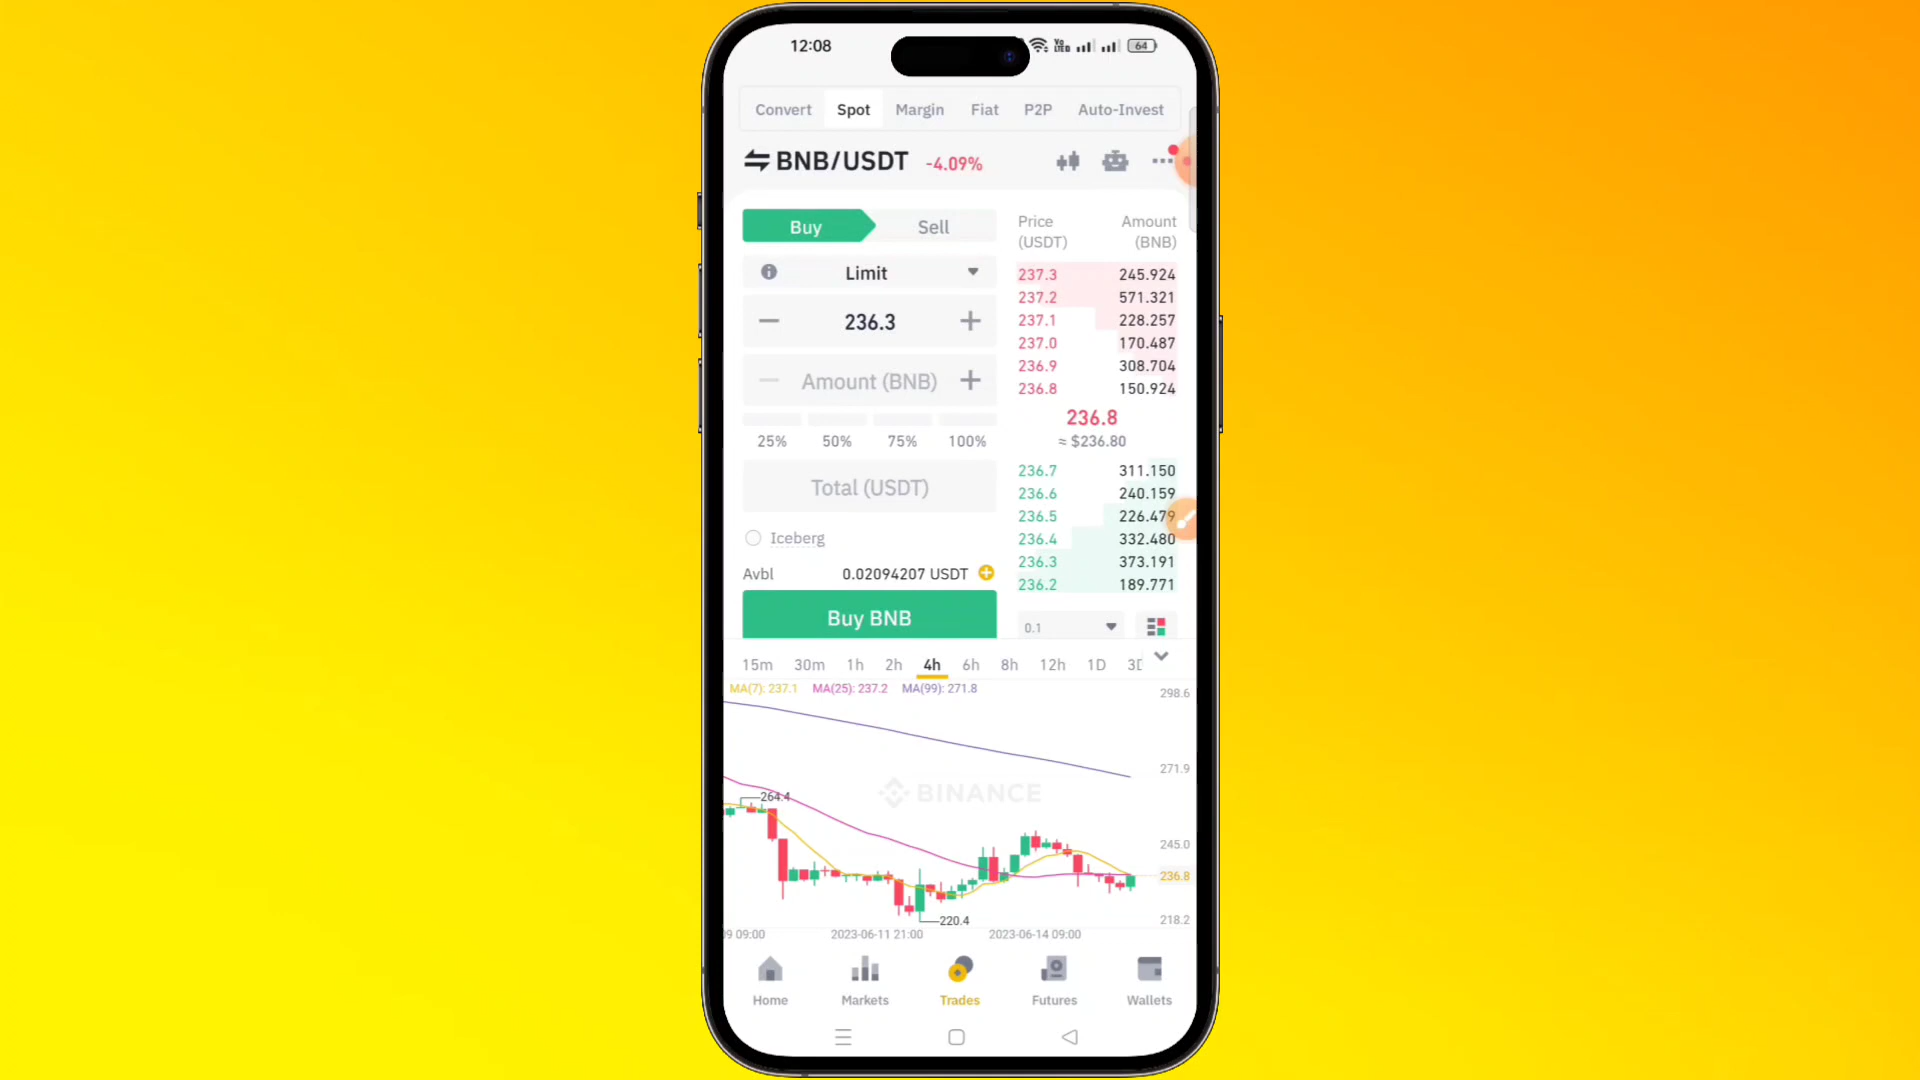 12:08
Vo LTE 64
Convert Spot Margin Fiat P2P Auto-Invest
BNB/USDT -4.09%
Buy Sell
Price (USDT) Amount (BNB)
Limit
237.3 245.924
237.2 571.321
236.3
237.1 228.257
237.0 170.487
236.9 308.704
Amount (BNB)
236.8 150.924
236.8
25% 50% 75% 100%
≈ $236.80
236.7 311.150
Total (USDT)
236.6 240.159
236.5 226.479
Iceberg
236.4 332.480
236.3 373.191
Avbl 0.02094207 USDT
236.2 189.771
Buy BNB
0.1
15m 30m 1h 2h 4h 6h 8h 12h 1D 3D
MA(7): 237.1 MA(25): 237.2 MA(99): 271.8
298.6
271.9
BINANCE
264.4
245.0
236.8
220.4
218.2
09 09:00 2023-06-11 21:00 2023-06-14 09:00
Home Markets Trades Futures Wallets